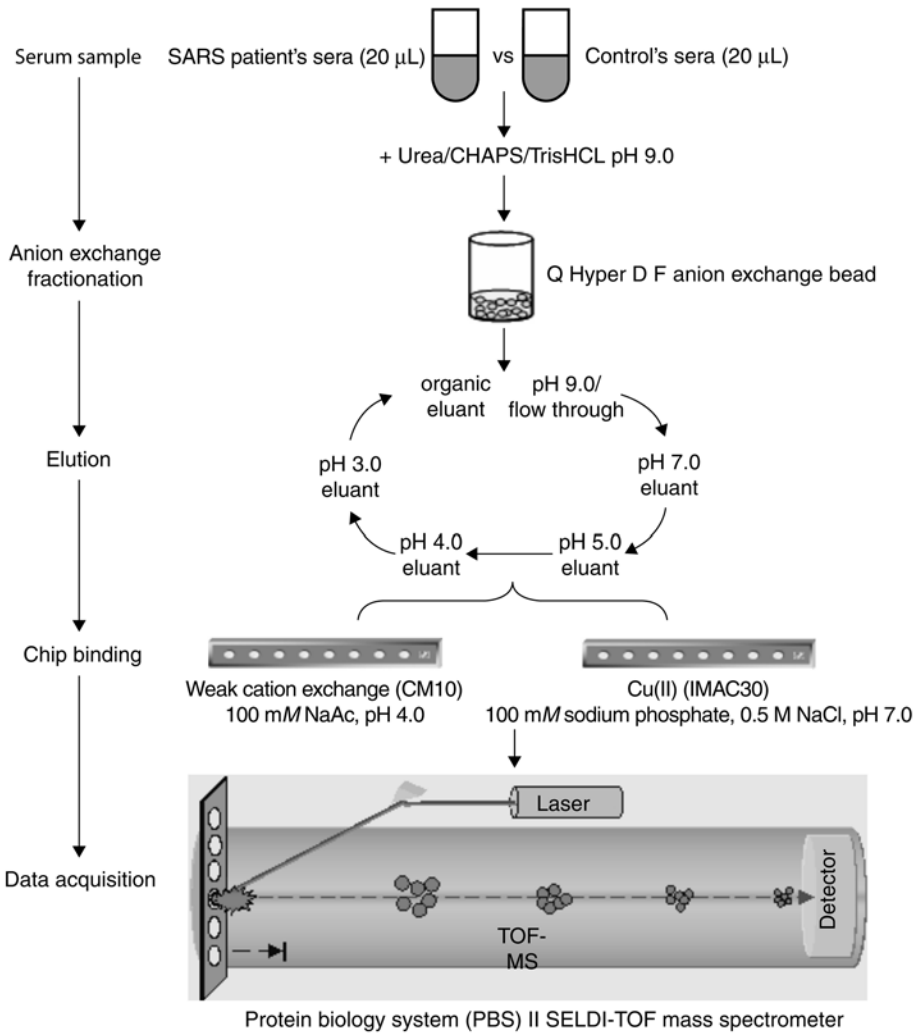 Serum sample
SARS patient's sera (20 μL)
vs
Control's sera (20 μL)
+ Urea/CHAPS/TrisHCL pH 9.0
Anion exchange
fractionation
Q Hyper D F anion exchange bead
organic
eluant
pH 9.0/
flow through
Elution
pH 3.0
eluant
pH 7.0
eluant
pH 4.0
eluant
pH 5.0
eluant
Chip binding
Weak cation exchange (CM10)
100 mM NaAc, pH 4.0
Cu(II) (IMAC30)
100 mM sodium phosphate, 0.5 M NaCl, pH 7.0
Laser
Data acquisition
Detector
TOF-
MS
Protein biology system (PBS) II SELDI-TOF mass spectrometer